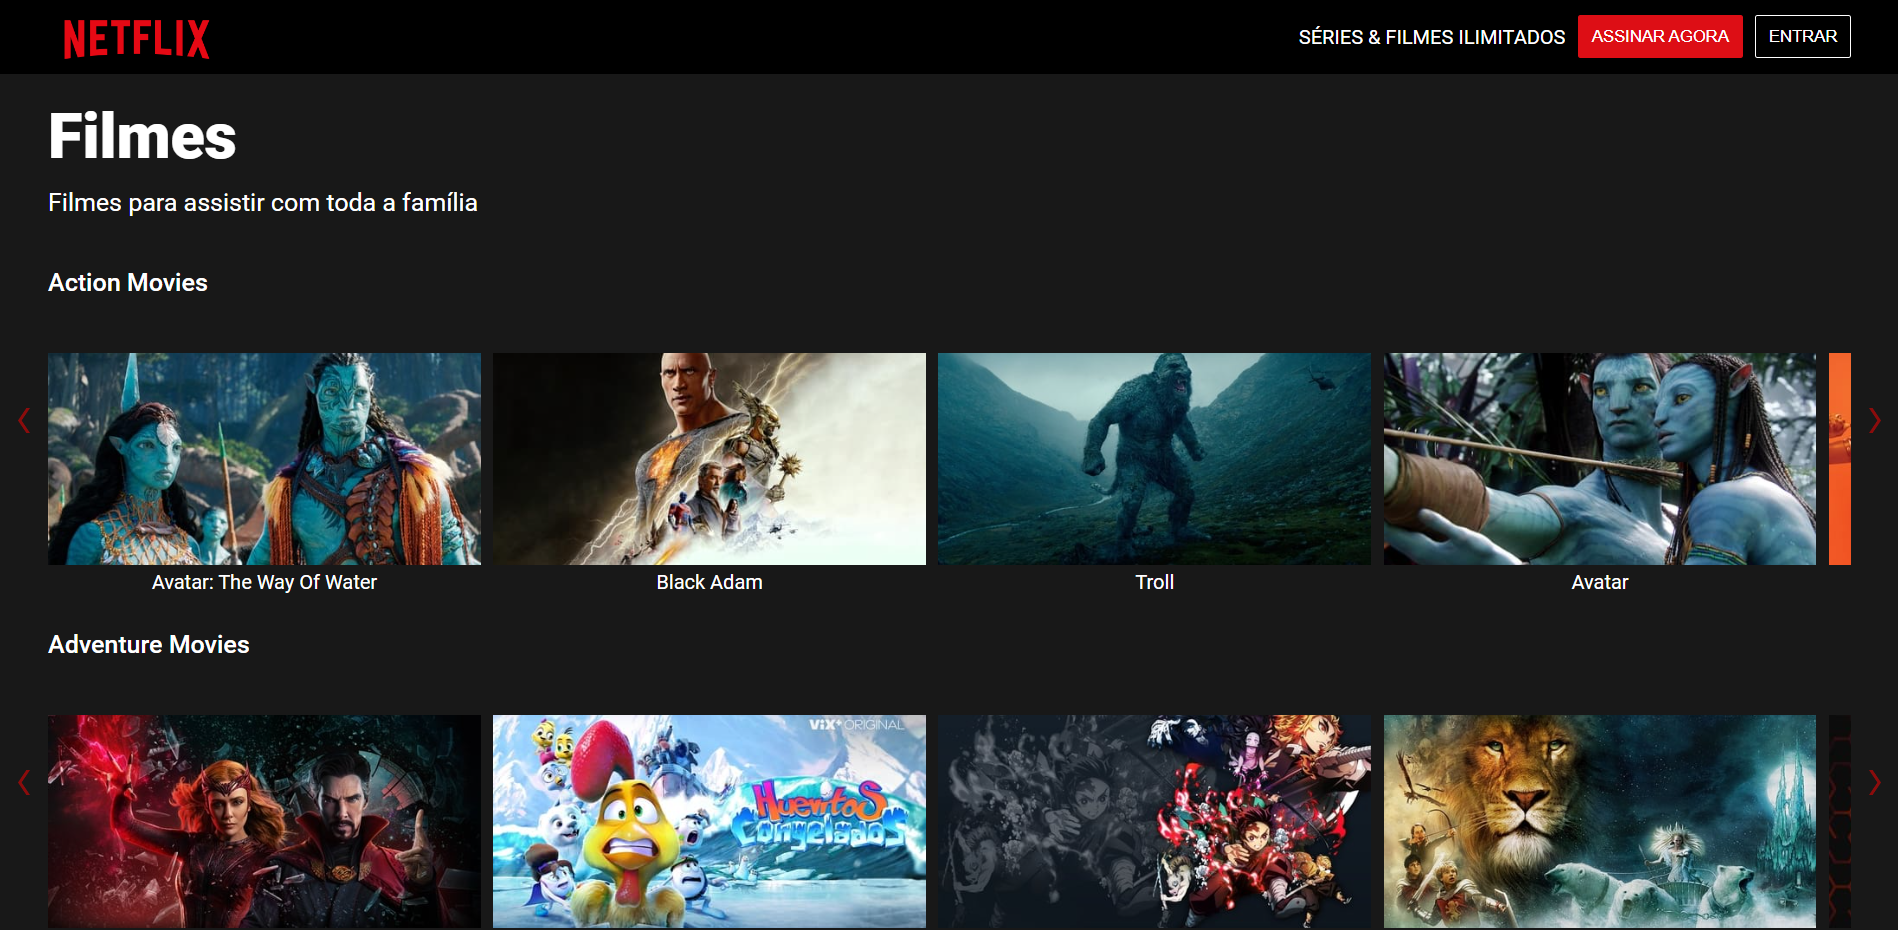 NETFLIX
SÉRIES & FILMES ILIMITADOS
ASSINAR AGORA
ENTRAR
Filmes
Filmes para assistir com toda a família
Action Movies
Avatar: The Way Of Water
Black Adam
Troll
Avatar
Adventure Movies
ViX+ ORIGINAL
Huevitos
Congelados